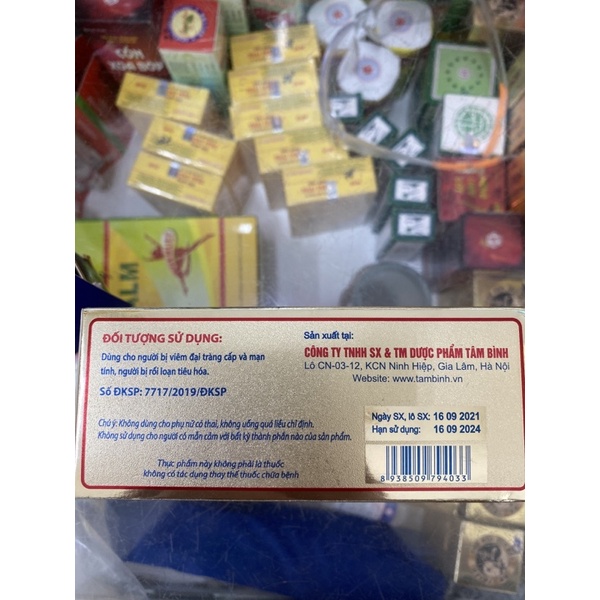 CỒN
XOA BÓP
ALM
ĐỐI TƯỢNG SỬ DỤNG:
Dùng cho người bị viêm đại tràng cấp và mạn
tính, người bị rối loạn tiêu hóa.
Số ĐKSP: 7717/2019/ĐKSP
Chú ý: Không dùng cho phụ nữ có thai, không uống quá liều chỉ định.
Không sử dụng cho người có mẫn cảm với bất kỳ thành phần nào của sản phẩm.
Thực phẩm này không phải là thuốc
không có tác dụng thay thế thuốc chữa bệnh
Sản xuất tại:
CÔNG TY TNHH SX & TM DƯỢC PHẨM TÂM BÌNH
Lô CN-03-12, KCN Ninh Hiệp, Gia Lâm, Hà Nội
Website: www.tambinh.vn
Ngày SX, lô SX: 16 09 2021
Hạn sử dụng: 16 09 2024
8 938509 794033